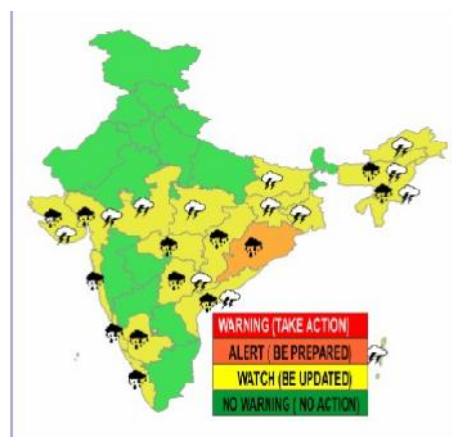 WARNING (TAKE ACTION)
ALERT ( BE PREPARED)
WATCH (BE UPDATED)
NO WARNING ( NO ACTION)